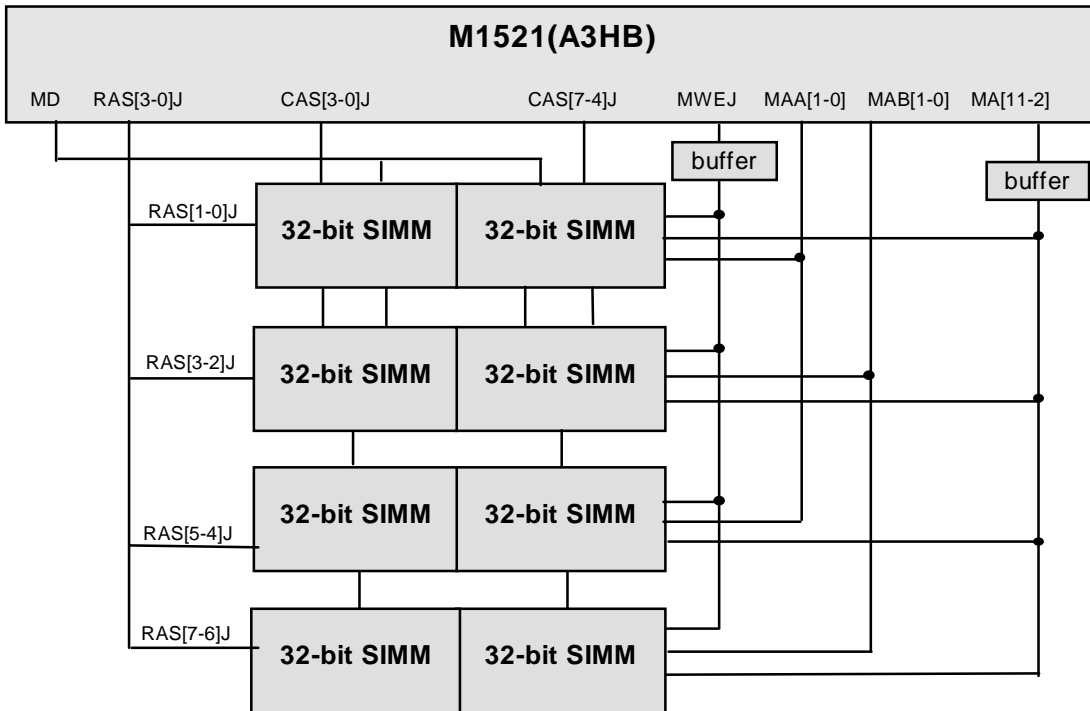 M1521(A3HB)
MD RAS[3-0]J CAS[3-0]J CAS[7-4]J MWEJ MAA[1-0] MAB[1-0] MA[11-2]
buffer
buffer
RAS[1-0]J
32-bit SIMM 32-bit SIMM
RAS[3-2]J
32-bit SIMM 32-bit SIMM
RAS[5-4]J
32-bit SIMM 32-bit SIMM
RAS[7-6]J
32-bit SIMM 32-bit SIMM